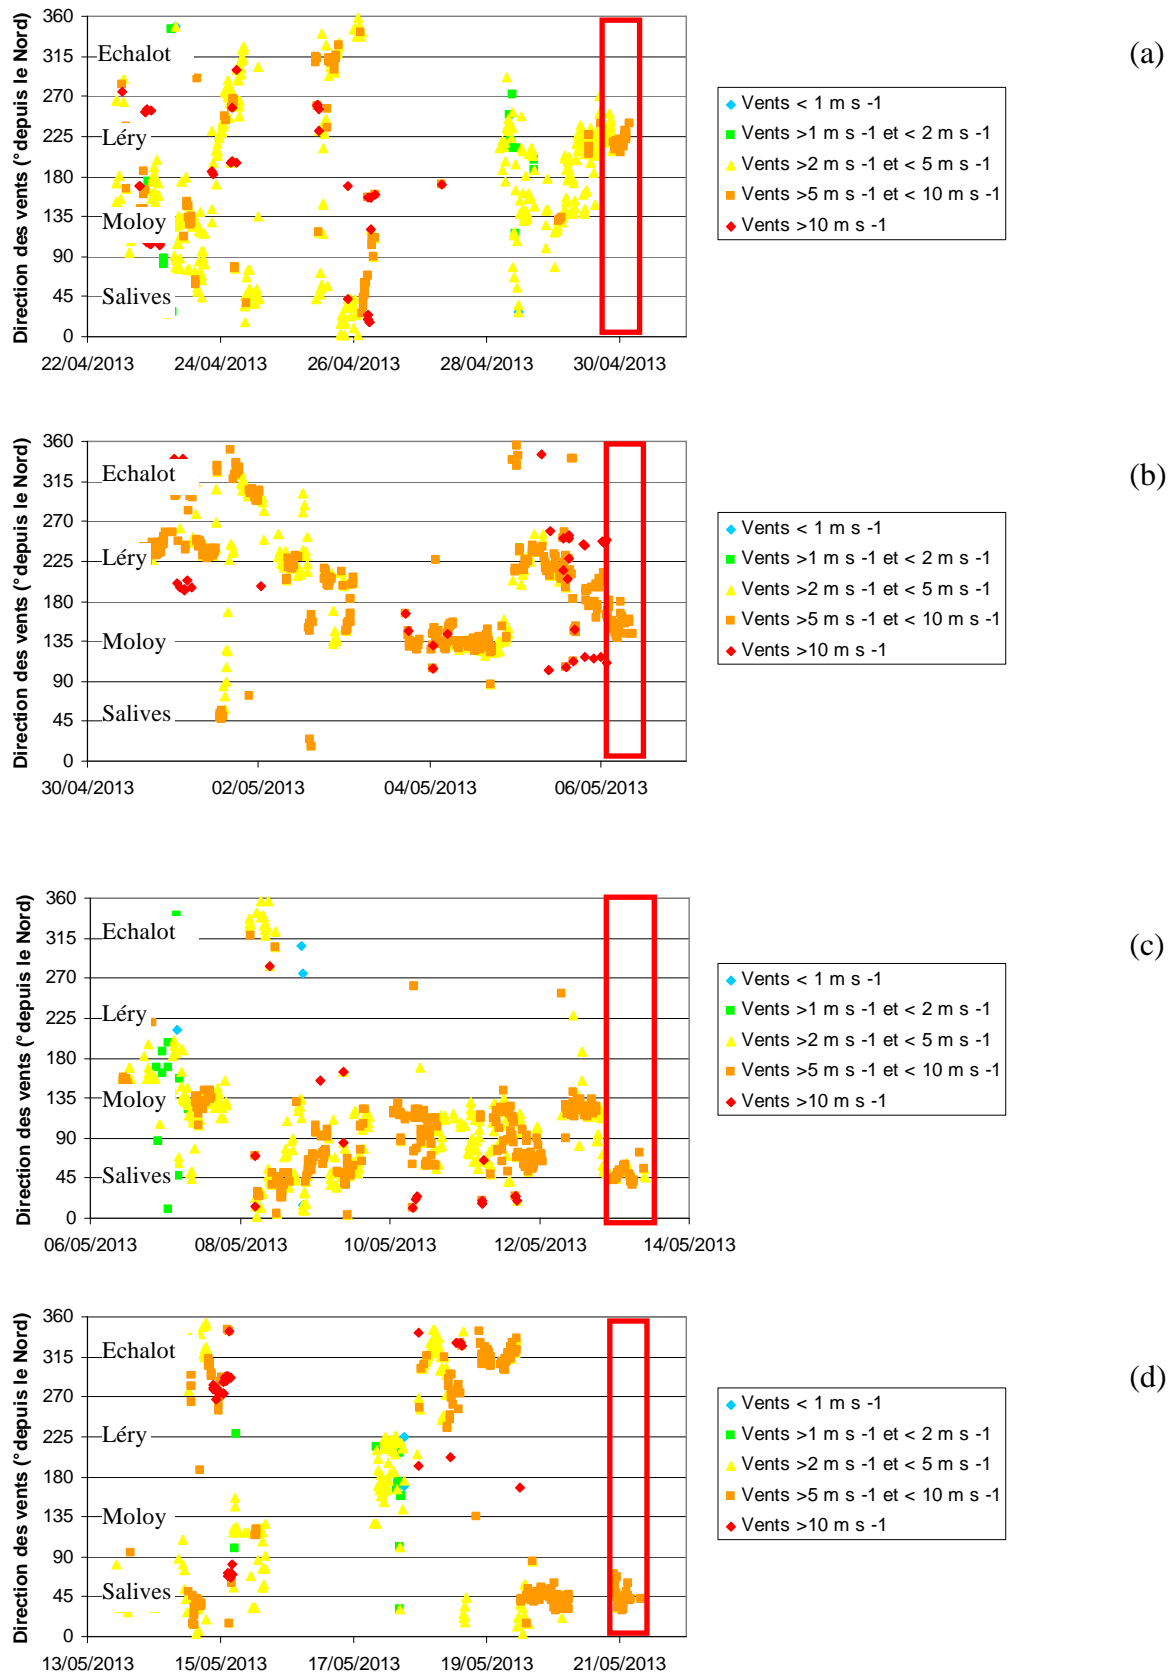 (a)
Direction des vents (°depuis le Nord)
360
315
270
225
180
135
90
45
0
Echalot
Léry
Moloy
Salives
22/04/2013 24/04/2013 26/04/2013 28/04/2013 30/04/2013
Vents < 1 m s -1
Vents >1 m s -1 et < 2 m s -1
Vents >2 m s -1 et < 5 m s -1
Vents >5 m s -1 et < 10 m s -1
Vents >10 m s -1
(b)
Direction des vents (°depuis le Nord)
360
315
270
225
180
135
90
45
0
Echalot
Léry
Moloy
Salives
30/04/2013 02/05/2013 04/05/2013 06/05/2013
Vents < 1 m s -1
Vents >1 m s -1 et < 2 m s -1
Vents >2 m s -1 et < 5 m s -1
Vents >5 m s -1 et < 10 m s -1
Vents >10 m s -1
(c)
Direction des vents (°depuis le Nord)
360
315
270
225
180
135
90
45
0
Echalot
Léry
Moloy
Salives
06/05/2013 08/05/2013 10/05/2013 12/05/2013 14/05/2013
Vents < 1 m s -1
Vents >1 m s -1 et < 2 m s -1
Vents >2 m s -1 et < 5 m s -1
Vents >5 m s -1 et < 10 m s -1
Vents >10 m s -1
(d)
Direction des vents (°depuis le Nord)
360
315
270
225
180
135
90
45
0
Echalot
Léry
Moloy
Salives
13/05/2013 15/05/2013 17/05/2013 19/05/2013 21/05/2013
Vents < 1 m s -1
Vents >1 m s -1 et < 2 m s -1
Vents >2 m s -1 et < 5 m s -1
Vents >5 m s -1 et < 10 m s -1
Vents >10 m s -1